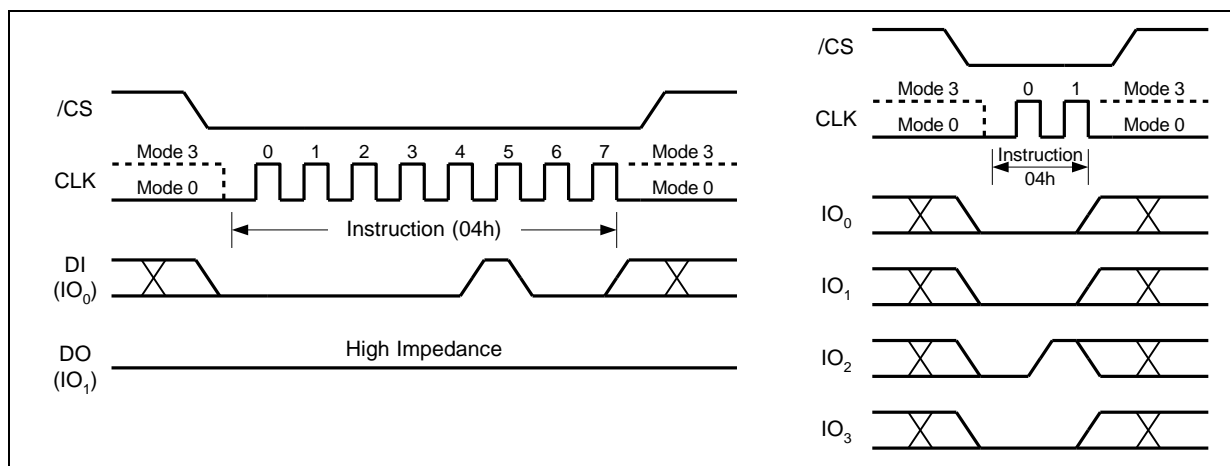 /CS
Mode 3 0 1 2 3 4 5 6 7 Mode 3
CLK
Mode 0 Mode 0
Instruction (04h)
DI
(IO0)
High Impedance
DO
(IO1)
/CS
Mode 3 0 1 Mode 3
CLK
Mode 0 Mode 0
Instruction
04h
IO0
IO1
IO2
IO3